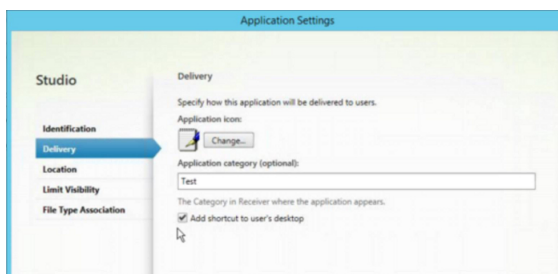 Application Settings
Studio
Identification
Delivery
Location
Limit Visibility
File Type Association
Delivery
Specify how this application will be delivered to users.
Application icon:
Change...
Application category (optional):
Test
The Category in Receiver where the application appears.
Add shortcut to user's desktop